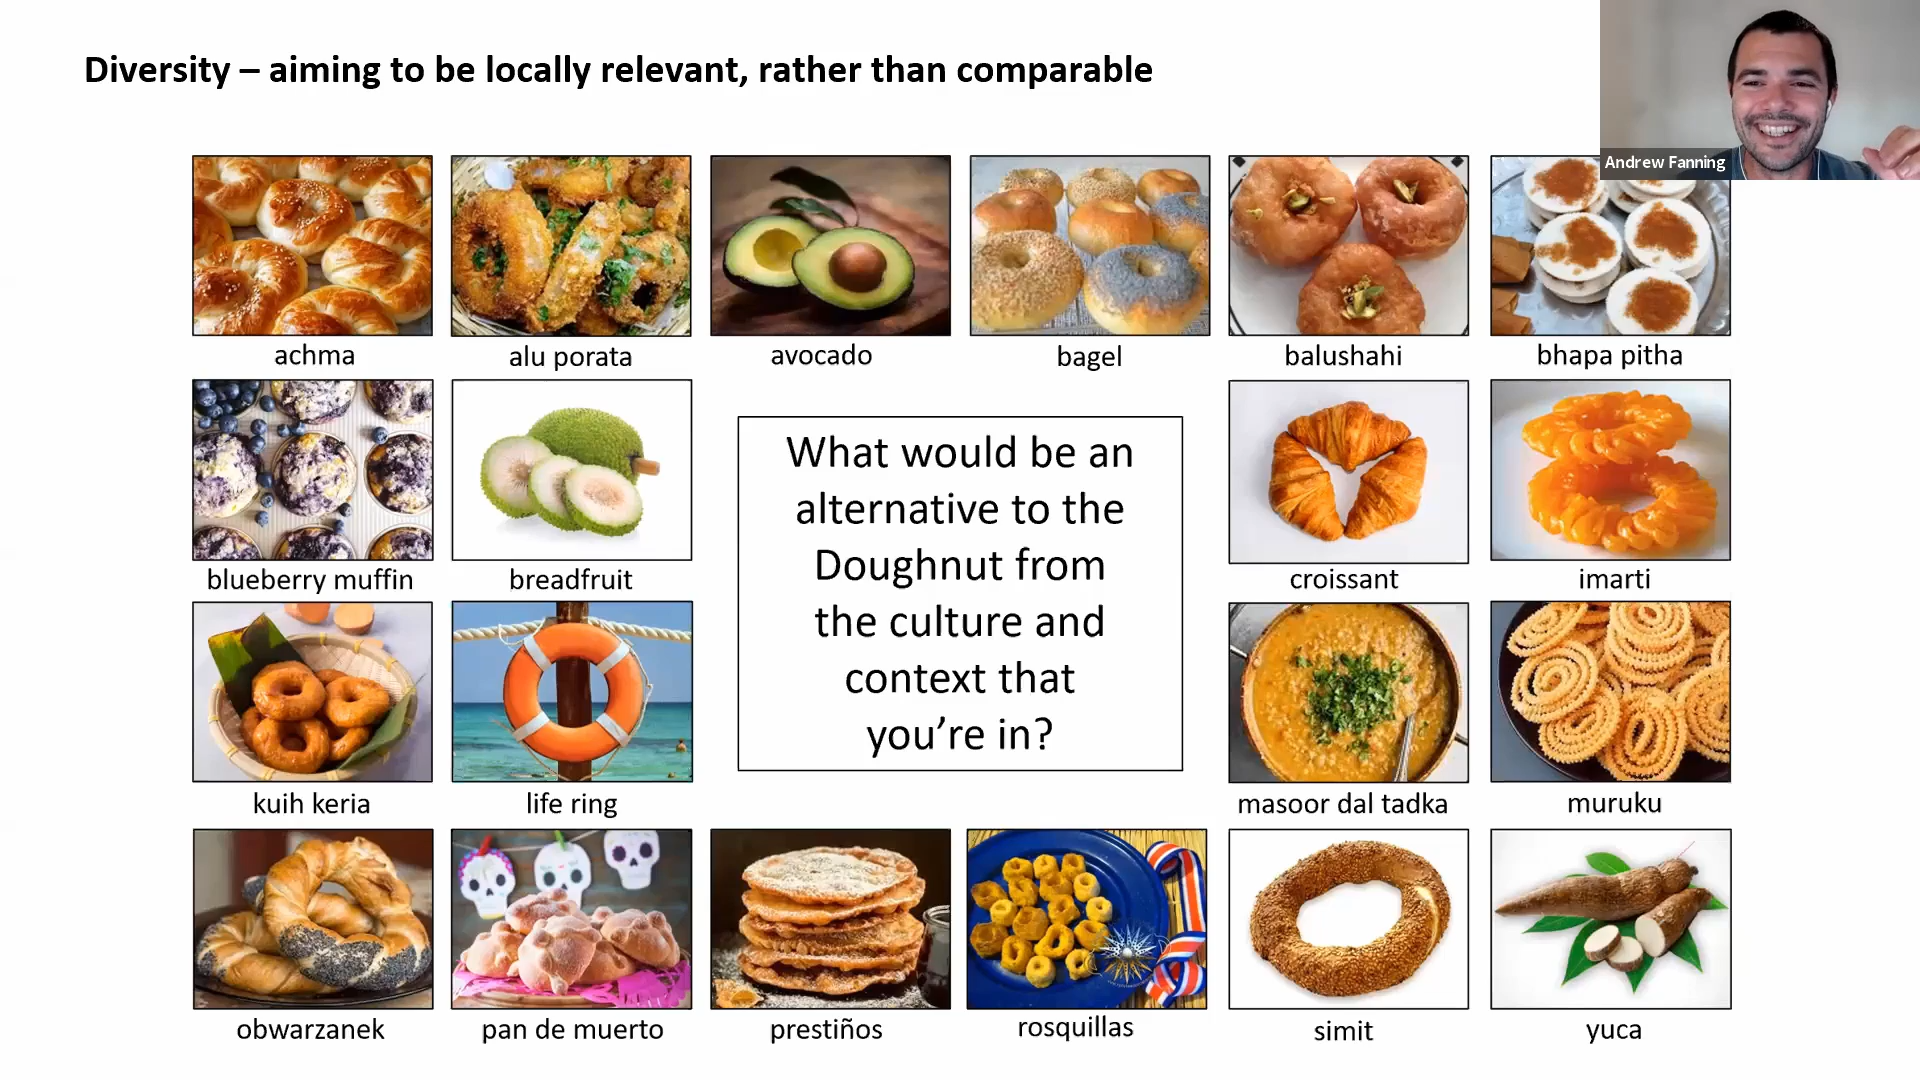 Diversity – aiming to be locally relevant, rather than comparable
Andrew Fanning
achma
alu porata
avocado
bagel
balushahi
bhapa pitha
blueberry muffin
breadfruit
What would be an
alternative to the
Doughnut from
the culture and
context that
you’re in?
croissant
imarti
kuih keria
life ring
masoor dal tadka
muruku
obwarzanek
pan de muerto
prestiños
rosquillas
simit
yuca